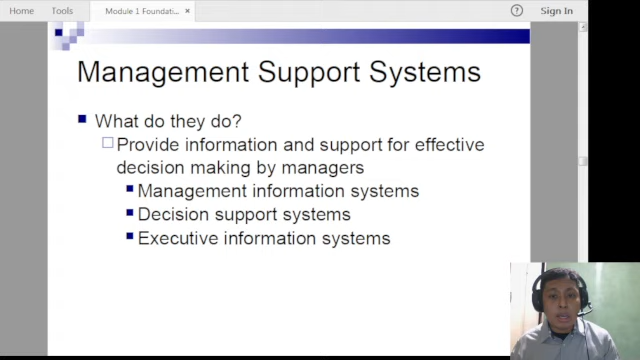 Home Tools Module 1 Foundati... × ? Sign In
Management Support Systems
What do they do?
Provide information and support for effective
decision making by managers
Management information systems
Decision support systems
Executive information systems